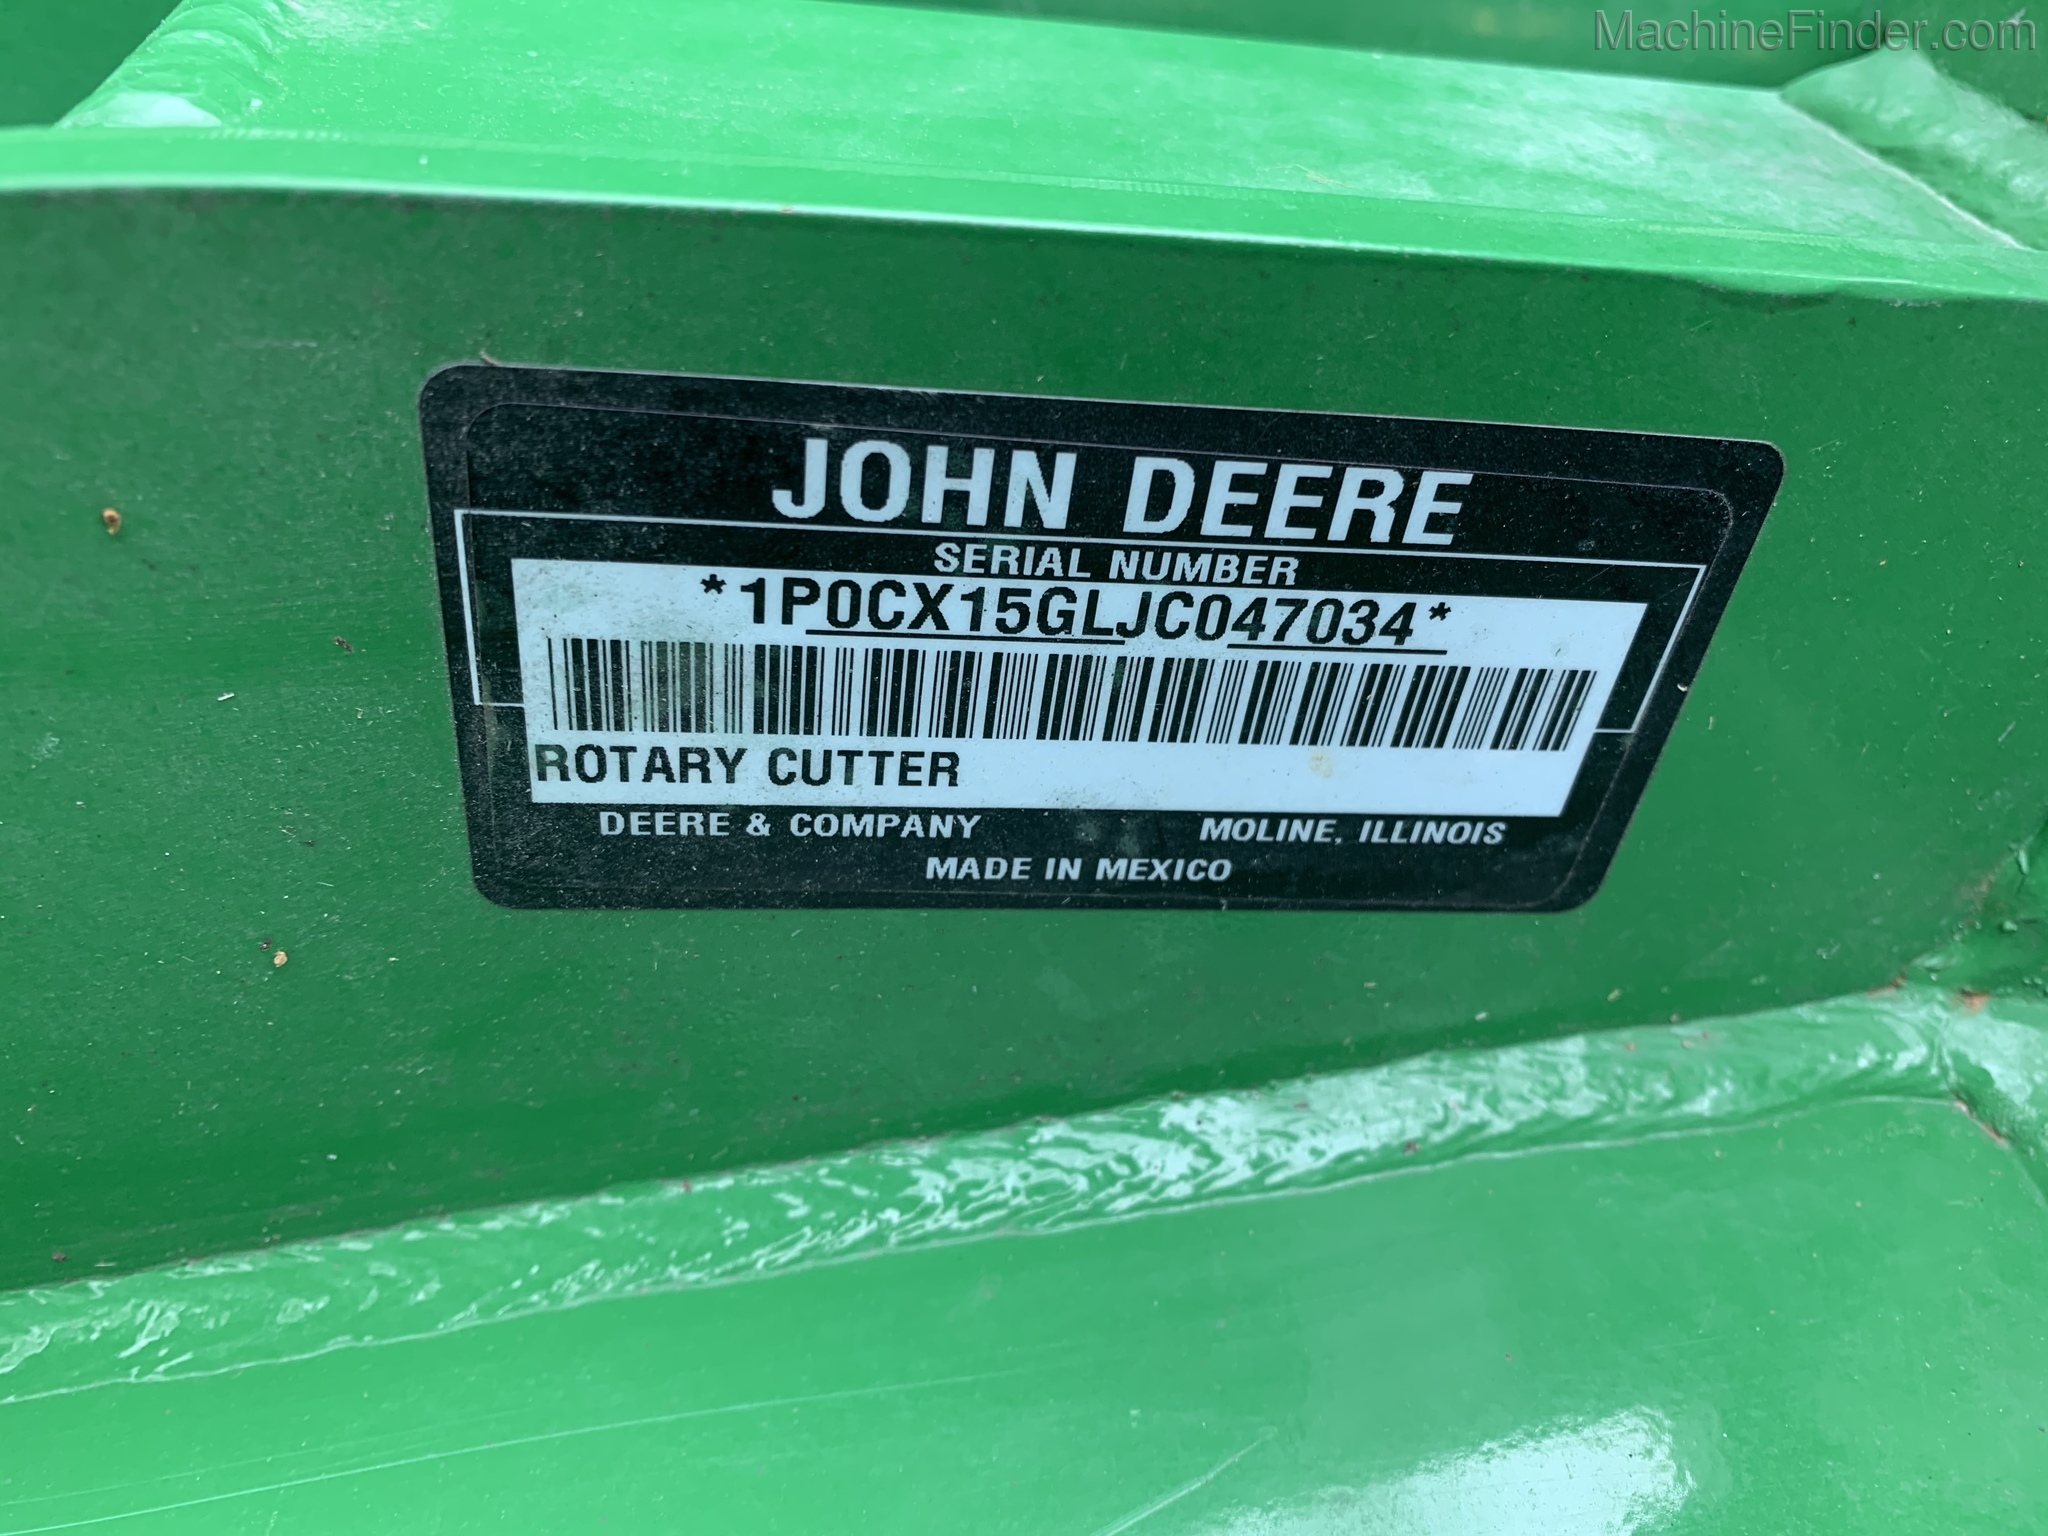 MachineFinder.com
JOHN DEERE
SERIAL NUMBER
*1P0CX15GLJC047034*
ROTARY CUTTER
DEERE & COMPANY MOLINE, ILLINOIS
MADE IN MEXICO